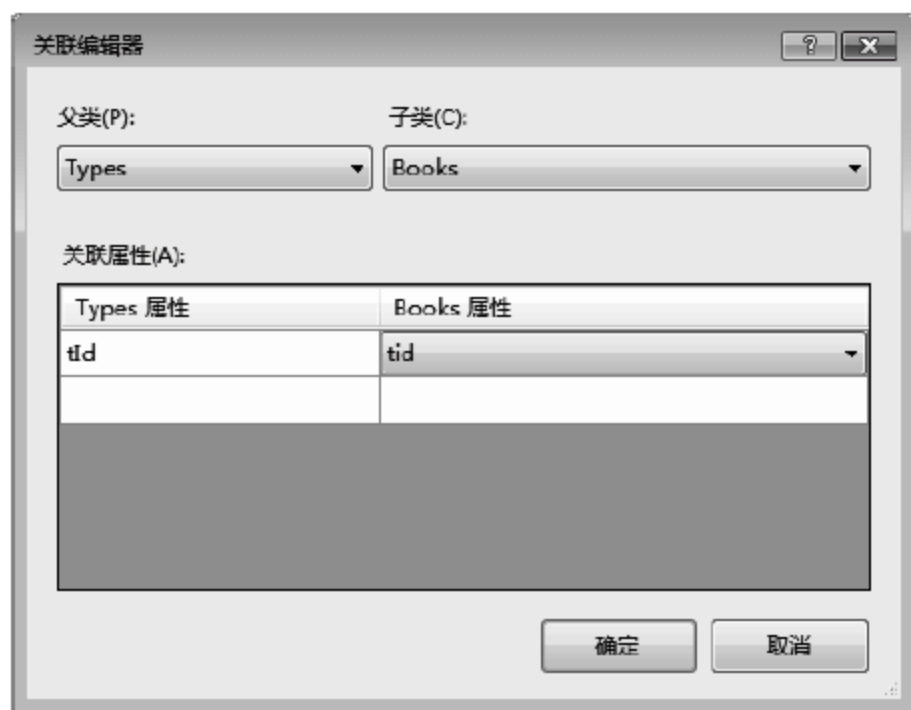 关联编辑器
父类(P): 子类(C):
Types Books
关联属性(A):
Types 属性 Books 属性
tId tid
确定 取消